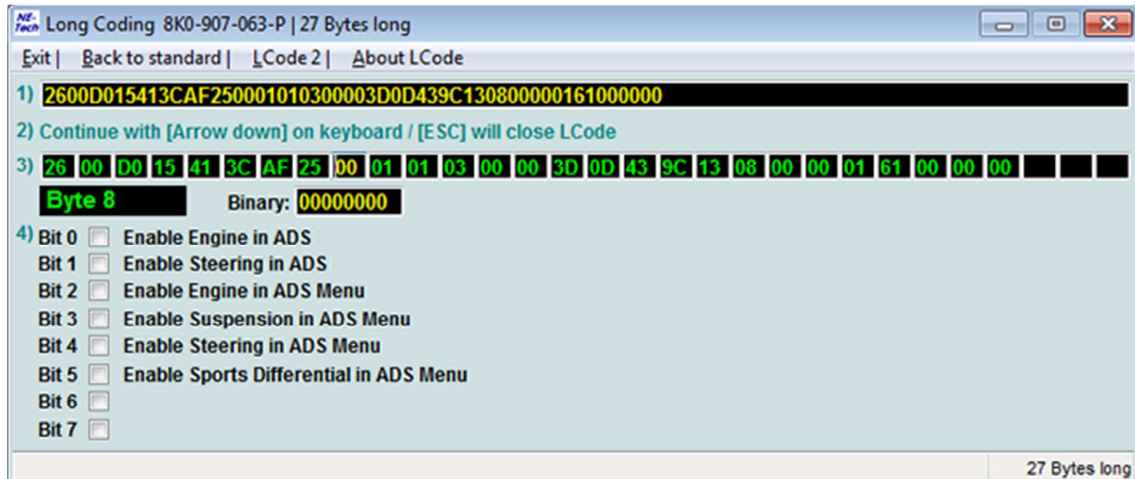 NE-Tech Long Coding 8K0-907-063-P | 27 Bytes long
Exit | Back to standard | LCode 2 | About LCode
1) 2600D015413CAF250001010300003D0D439C130800000161000000
2) Continue with [Arrow down] on keyboard / [ESC] will close LCode
3) 26 00 D0 15 41 3C AF 25 00 01 01 03 00 00 3D 0D 43 9C 13 08 00 00 01 61 00 00 00
Byte 8 Binary: 00000000
4) Bit 0 Enable Engine in ADS
Bit 1 Enable Steering in ADS
Bit 2 Enable Engine in ADS Menu
Bit 3 Enable Suspension in ADS Menu
Bit 4 Enable Steering in ADS Menu
Bit 5 Enable Sports Differential in ADS Menu
Bit 6
Bit 7
27 Bytes long